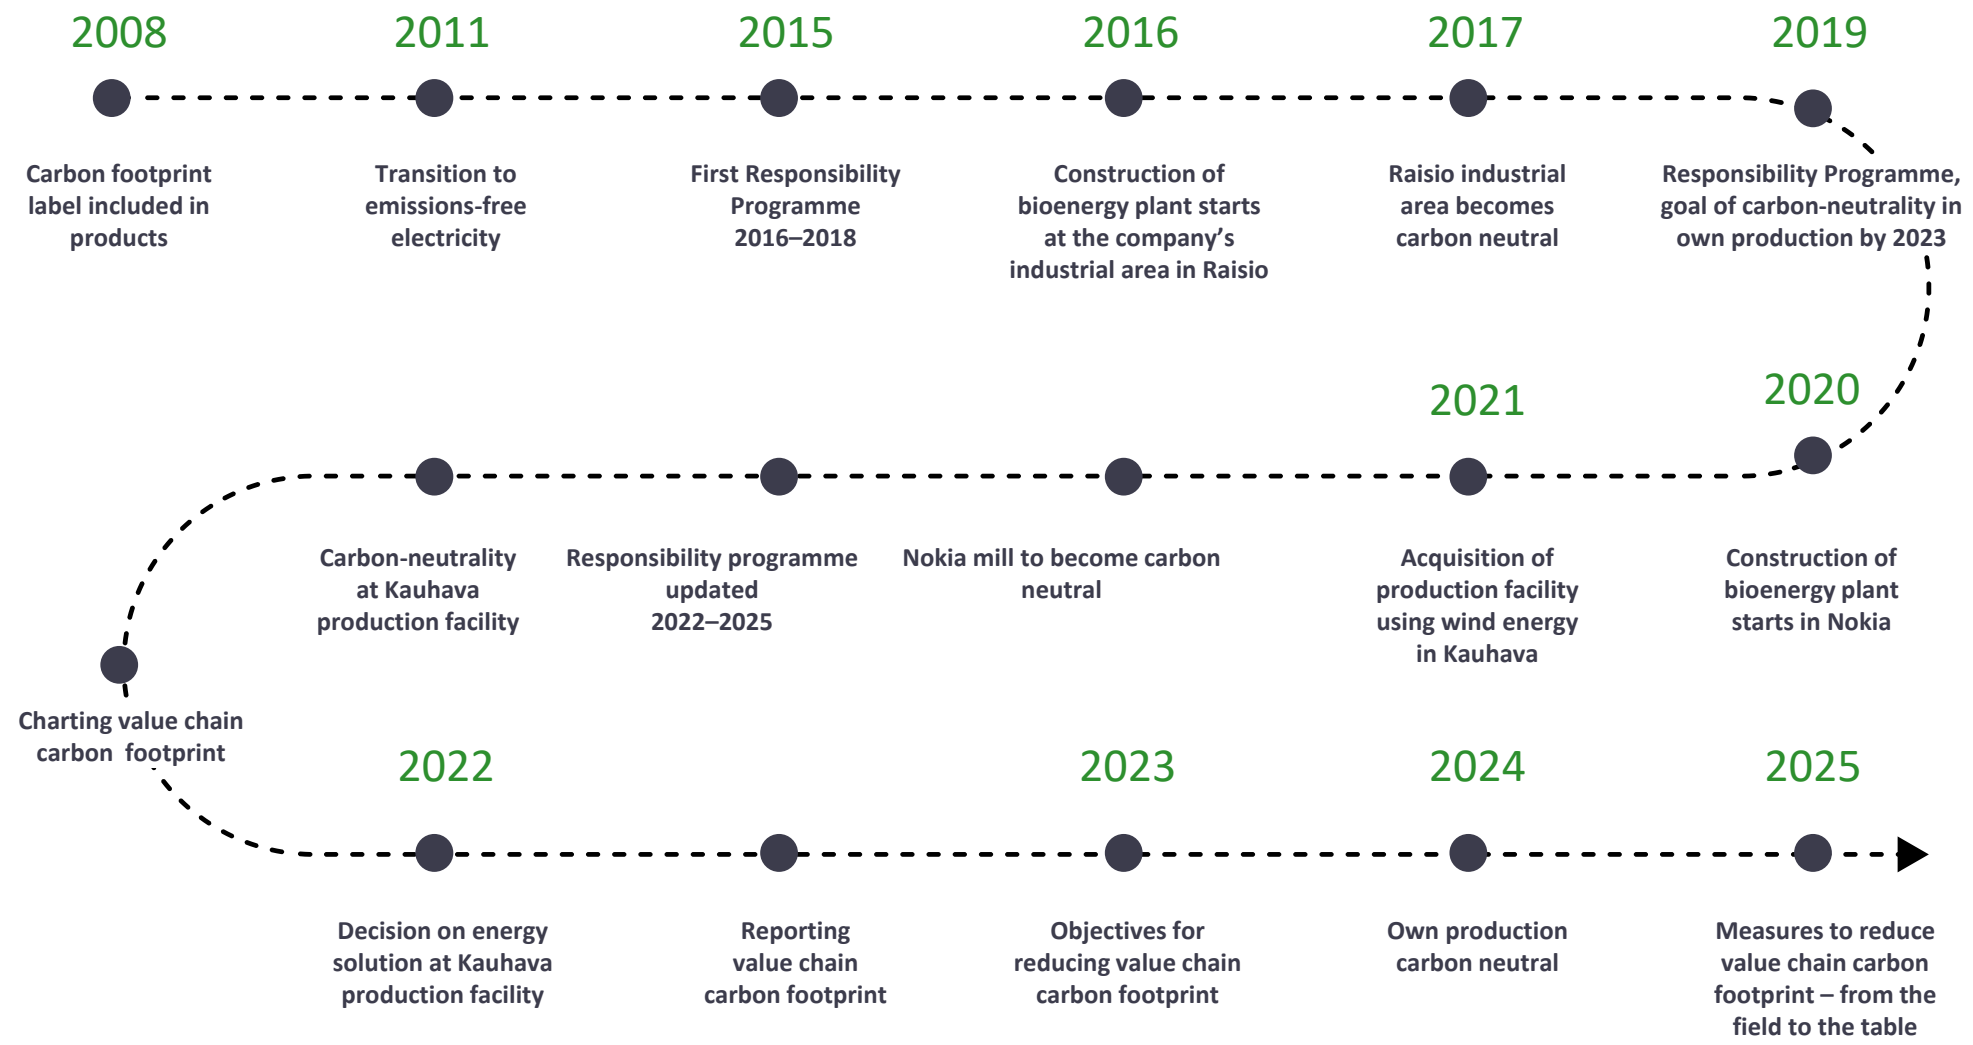 2008
Carbon footprint
label included in
products
2011
Transition to
emissions-free
electricity
2015
First Responsibility
Programme
2016–2018
2016
Construction of
bioenergy plant starts
at the company’s
industrial area in Raisio
2017
Raisio industrial
area becomes
carbon neutral
2019
Responsibility Programme,
goal of carbon-neutrality in
own production by 2023
2020
Construction of
bioenergy plant
starts in Nokia
2021
Acquisition of
production facility
using wind energy
in Kauhava
Nokia mill to become carbon
neutral
Responsibility programme
updated
2022–2025
Carbon-neutrality
at Kauhava
production facility
Charting value chain
carbon footprint
2022
Decision on energy
solution at Kauhava
production facility
Reporting
value chain
carbon footprint
2023
Objectives for
reducing value chain
carbon footprint
2024
Own production
carbon neutral
2025
Measures to reduce
value chain carbon
footprint – from the
field to the table